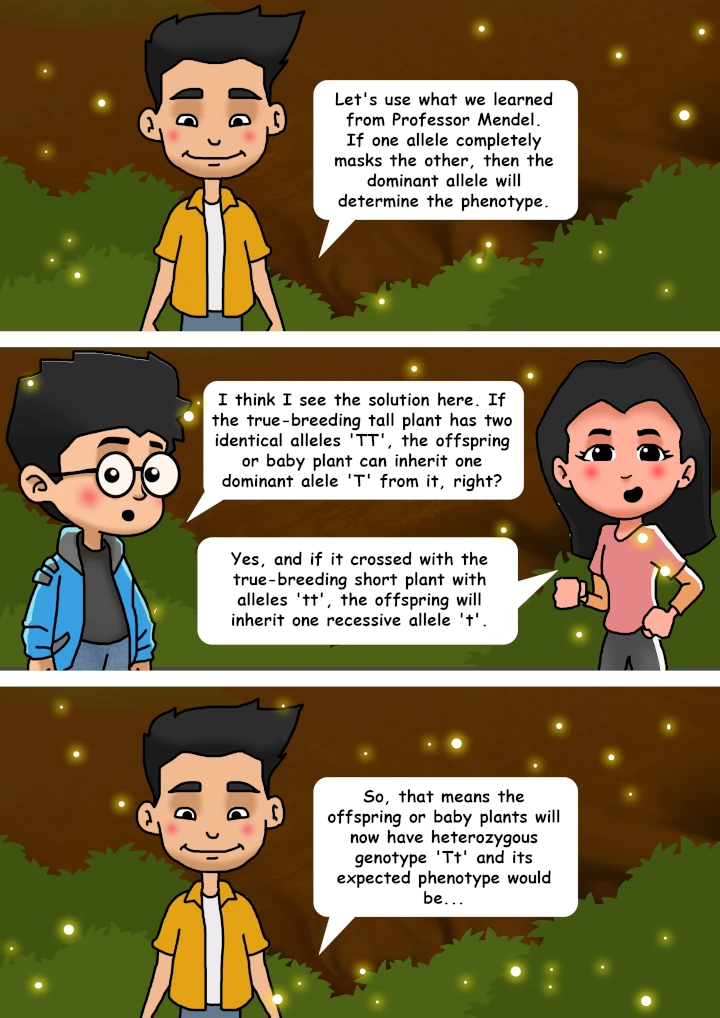 Let's use what we learned
from Professor Mendel.
If one allele completely
masks the other, then the
dominant allele will
determine the phenotype.
I think I see the solution here. If
the true-breeding tall plant has two
identical alleles 'TT', the offspring
or baby plant can inherit one
dominant alele 'T' from it, right?
Yes, and if it crossed with the
true-breeding short plant with
alleles 'tt', the offspring will
inherit one recessive allele 't'.
So, that means the
offspring or baby plants will
now have heterozygous
genotype 'Tt' and its
expected phenotype would
be...